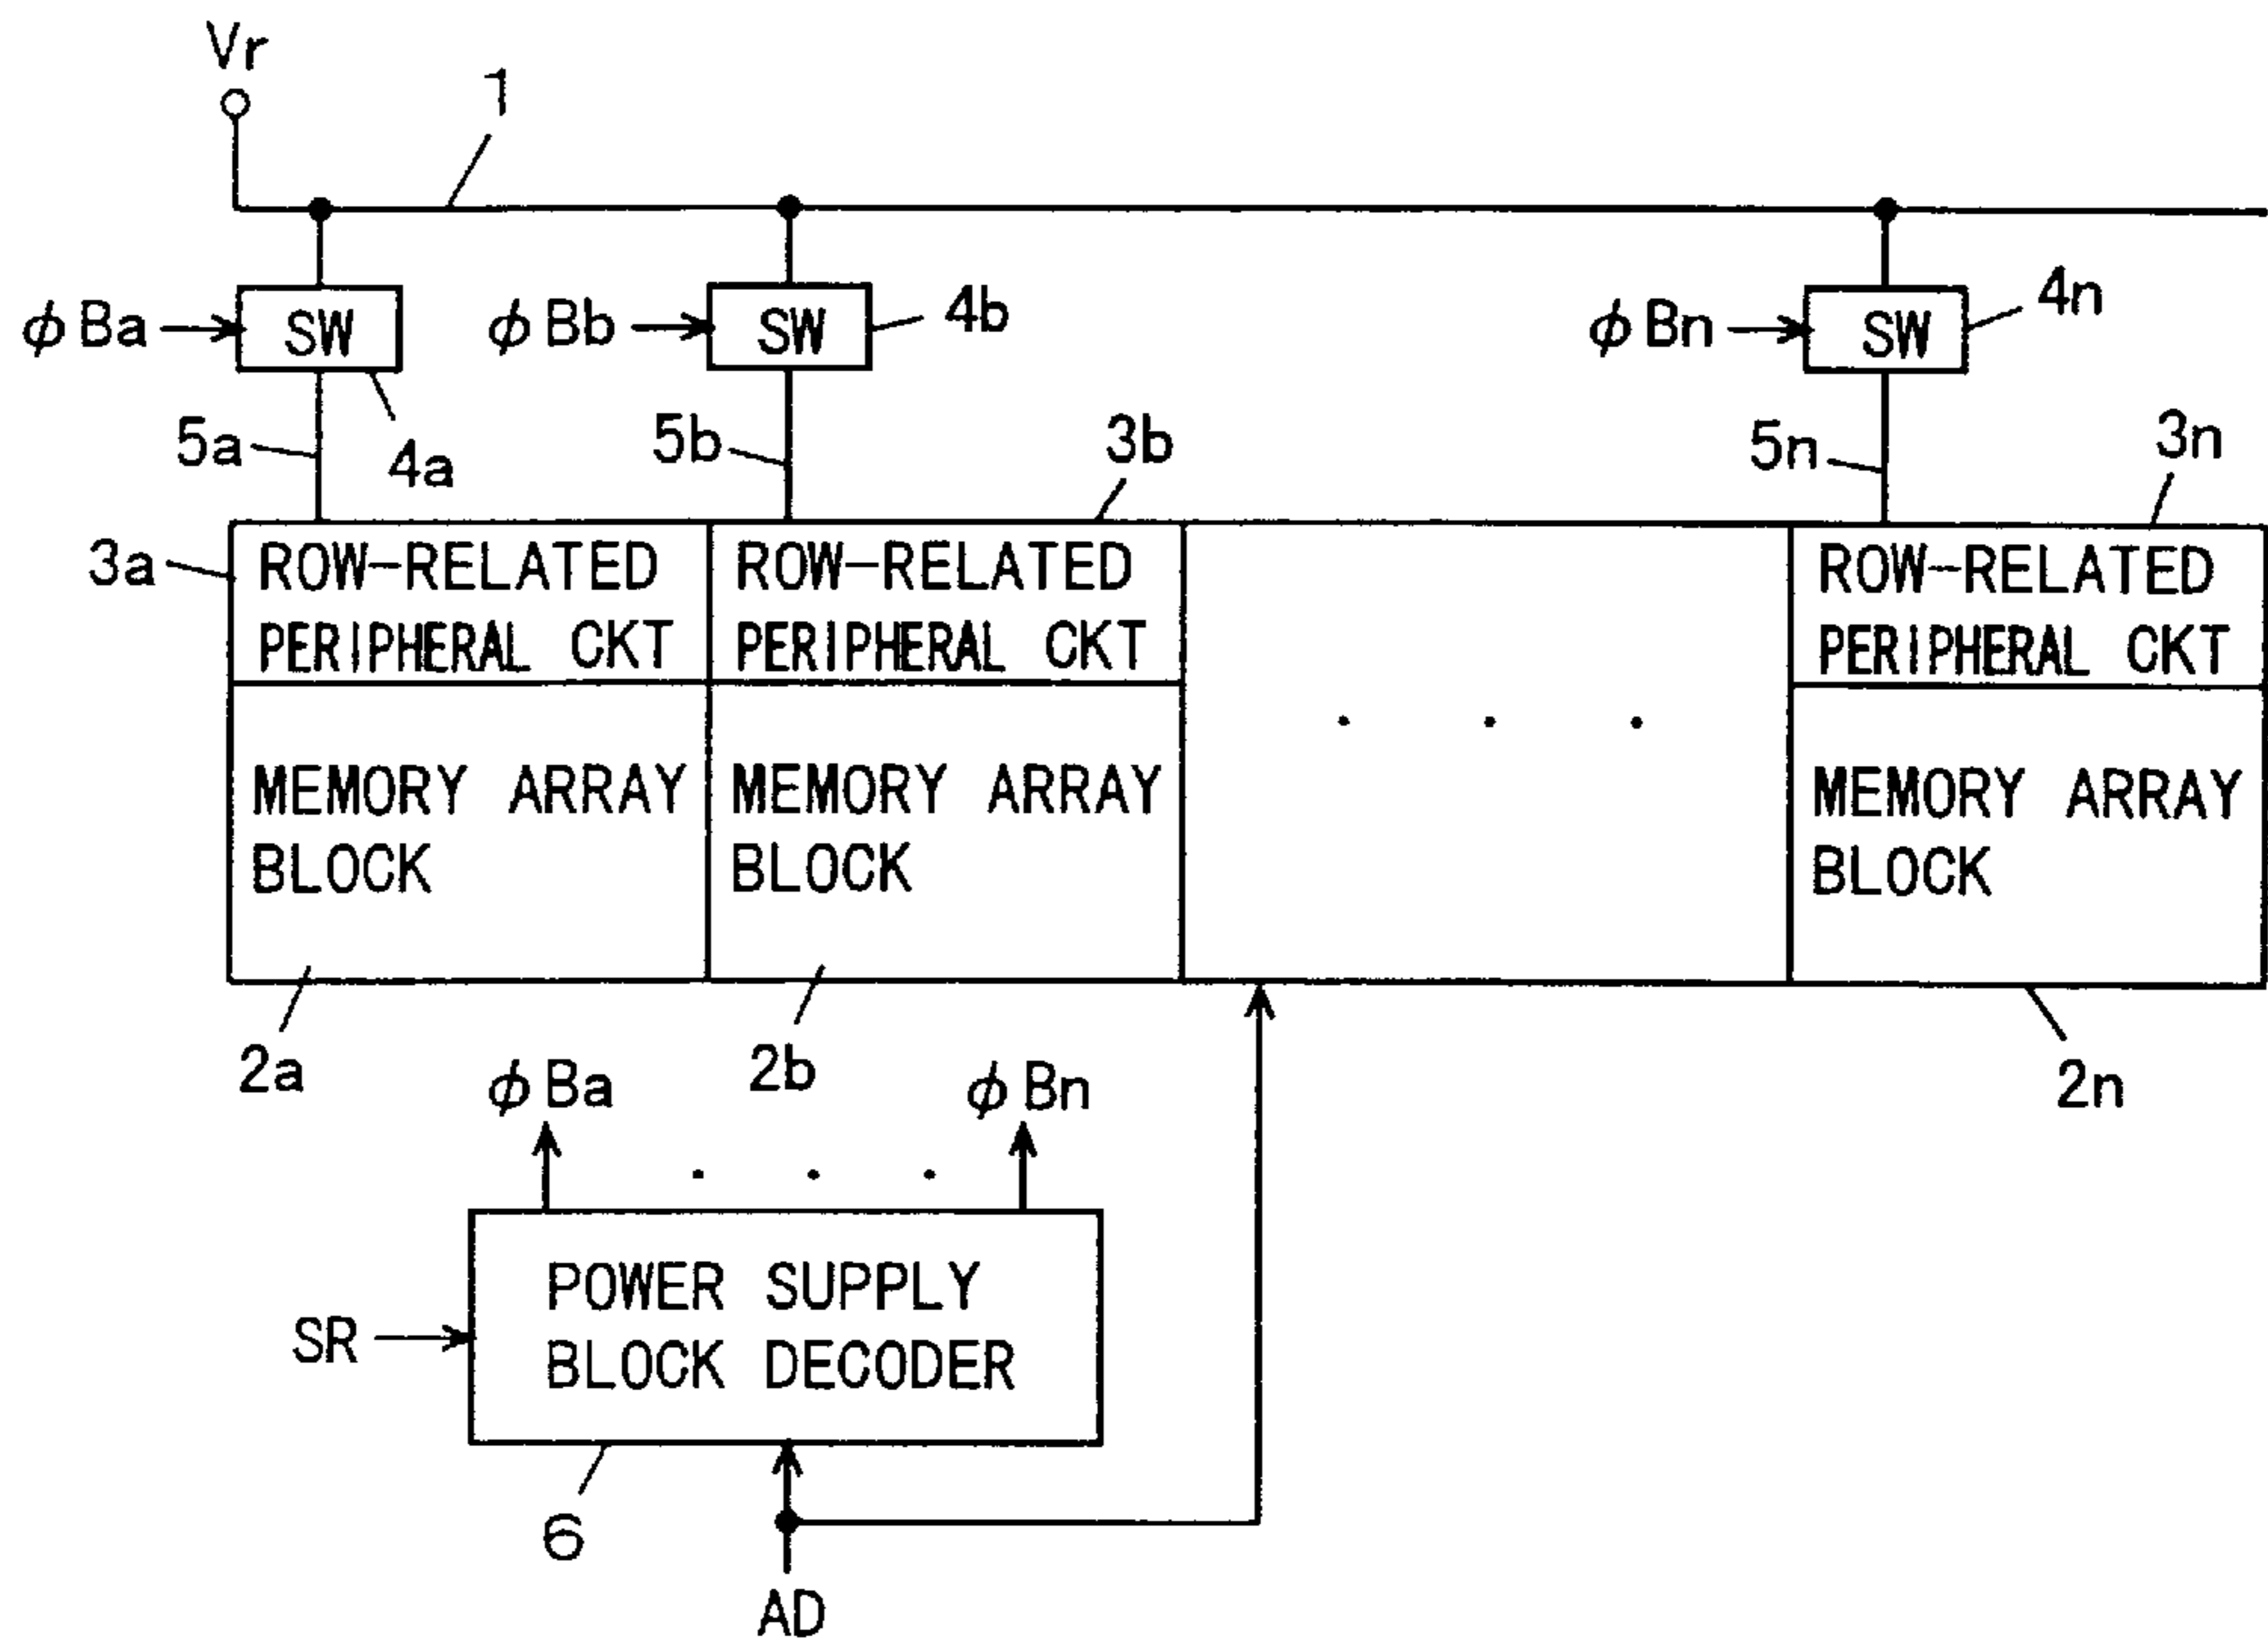 Vr
1
φBa
SW
φBb
SW
4b
φBn
SW
4n
5a
4a
5b
3b
5n
3n
3a
ROW-RELATED
PERIPHERAL CKT
ROW-RELATED
PERIPHERAL CKT
ROW-RELATED
PERIPHERAL CKT
MEMORY ARRAY
BLOCK
MEMORY ARRAY
BLOCK
. . .
MEMORY ARRAY
BLOCK
2a
2b
2n
φBa
. . .
φBn
SR
POWER SUPPLY
BLOCK DECODER
6
AD